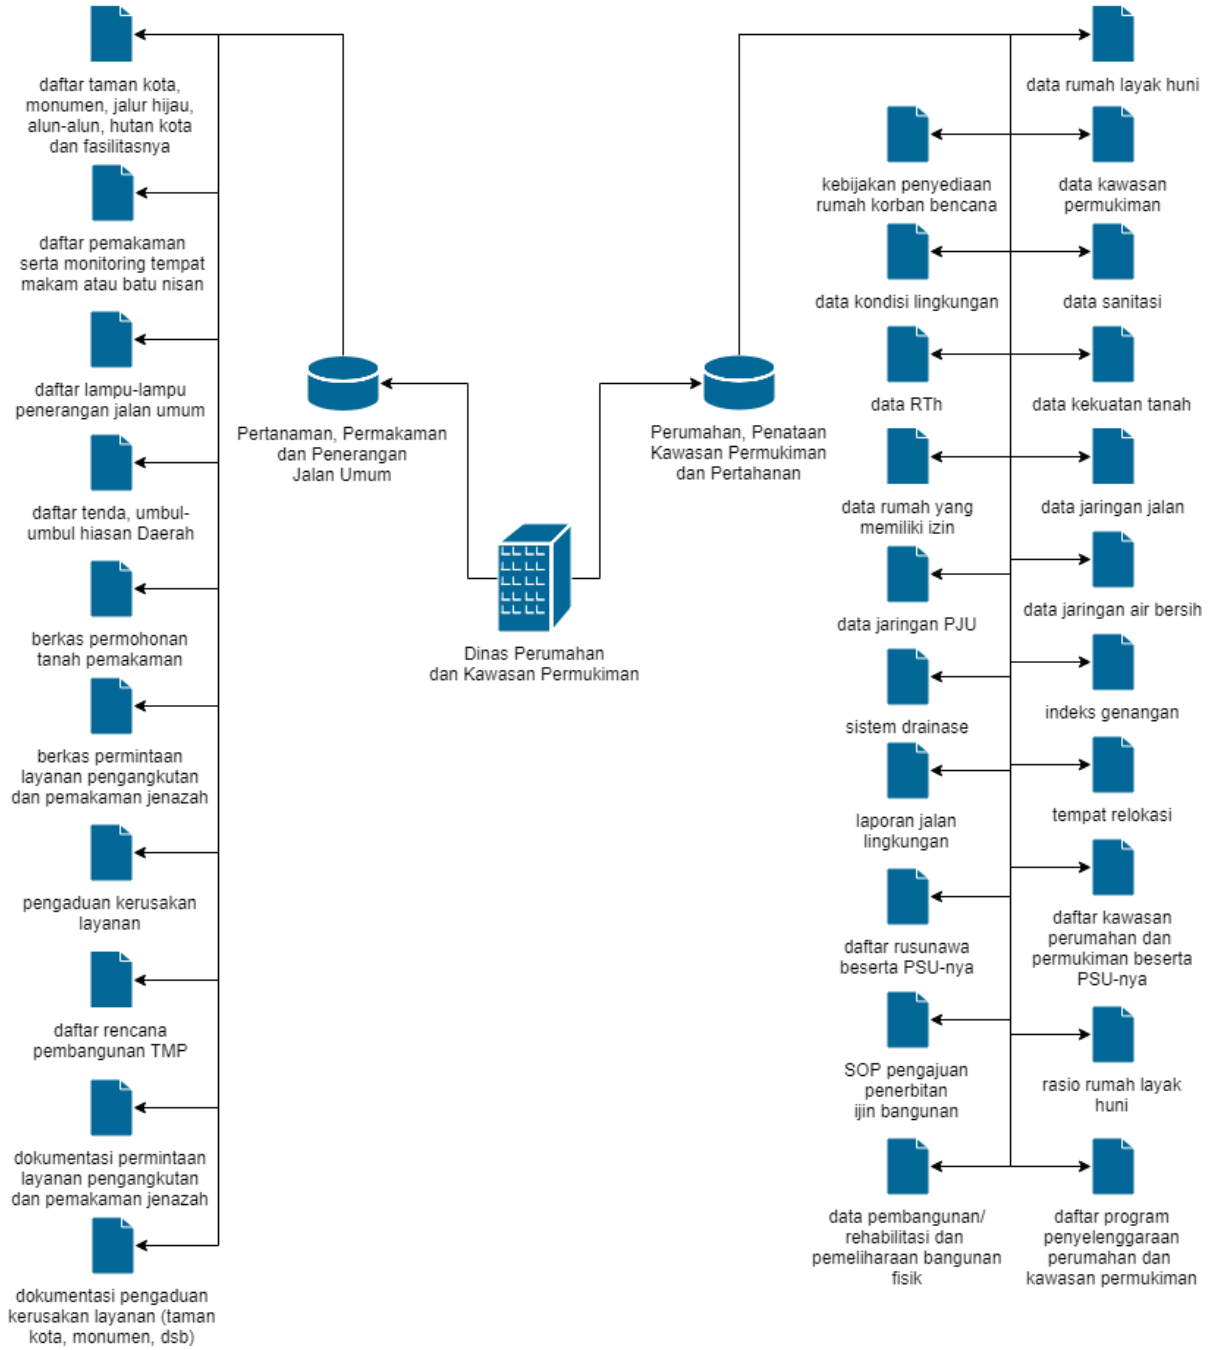 daftar taman kota,
monumen, jalur hijau,
alun-alun, hutan kota
dan fasilitasnya
daftar pemakaman
serta monitoring tempat
makam atau batu nisan
daftar lampu-lampu
penerangan jalan umum
daftar tenda, umbul-
umbul hiasan Daerah
berkas permohonan
tanah pemakaman
berkas permintaan
layanan pengangkutan
dan pemakaman jenazah
pengaduan kerusakan
layanan
daftar rencana
pembangunan TMP
dokumentasi permintaan
layanan pengangkutan
dan pemakaman jenazah
dokumentasi pengaduan
kerusakan layanan (taman
kota, monumen, dsb)
Pertanaman, Permakaman
dan Penerangan
Jalan Umum
Dinas Perumahan
dan Kawasan Permukiman
Perumahan, Penataan
Kawasan Permukiman
dan Pertahanan
kebijakan penyediaan
rumah korban bencana
data kondisi lingkungan
data RTh
data rumah yang
memiliki izin
data jaringan PJU
sistem drainase
laporan jalan
lingkungan
daftar rusunawa
beserta PSU-nya
SOP pengajuan
penerbitan
ijin bangunan
data pembangunan/
rehabilitasi dan
pemeliharaan bangunan
fisik
data rumah layak huni
data kawasan
permukiman
data sanitasi
data kekuatan tanah
data jaringan jalan
data jaringan air bersih
indeks genangan
tempat relokasi
daftar kawasan
perumahan dan
permukiman beserta
PSU-nya
rasio rumah layak
huni
daftar program
penyelenggaraan
perumahan dan
kawasan permukiman